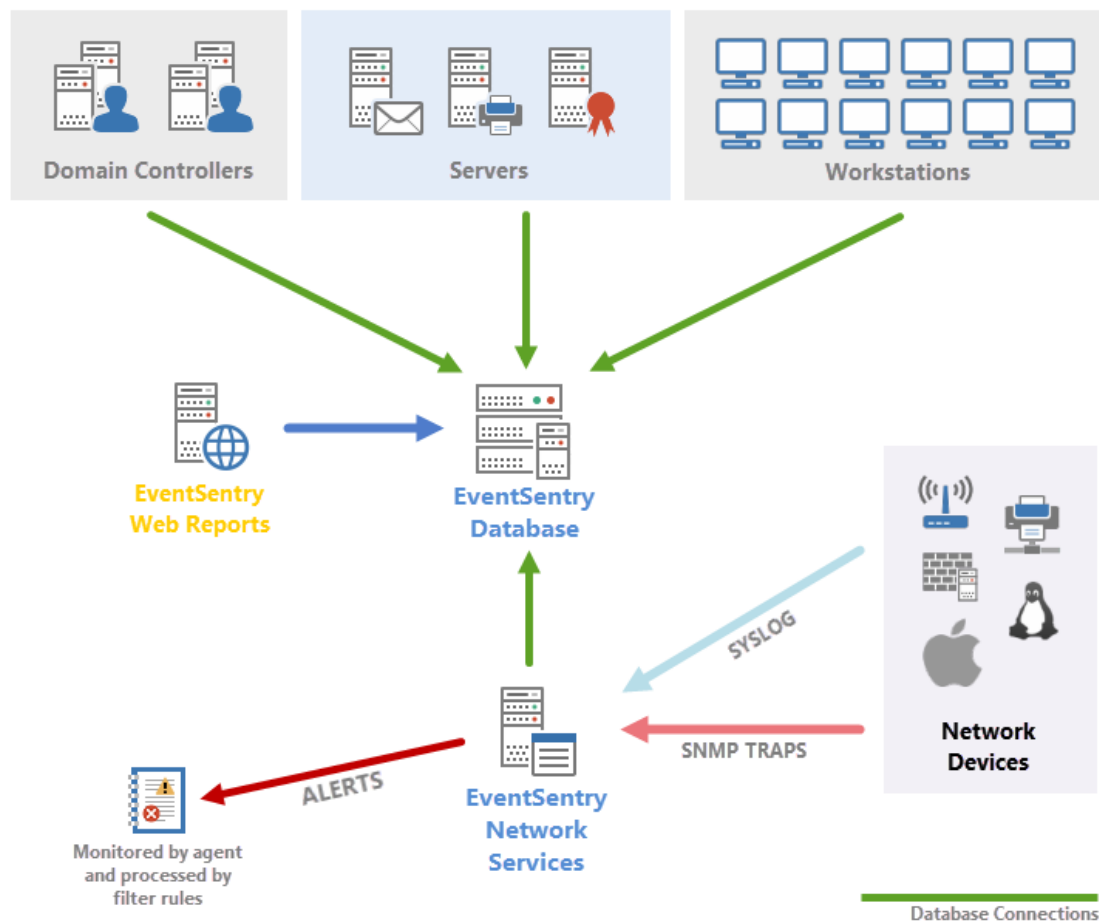 Domain Controllers
Servers
Workstations
EventSentry
Web Reports
EventSentry
Database
SYSLOG
SNMP TRAPS
Network
Devices
ALERTS
EventSentry
Network
Services
Monitored by agent
and processed by
filter rules
Database Connections